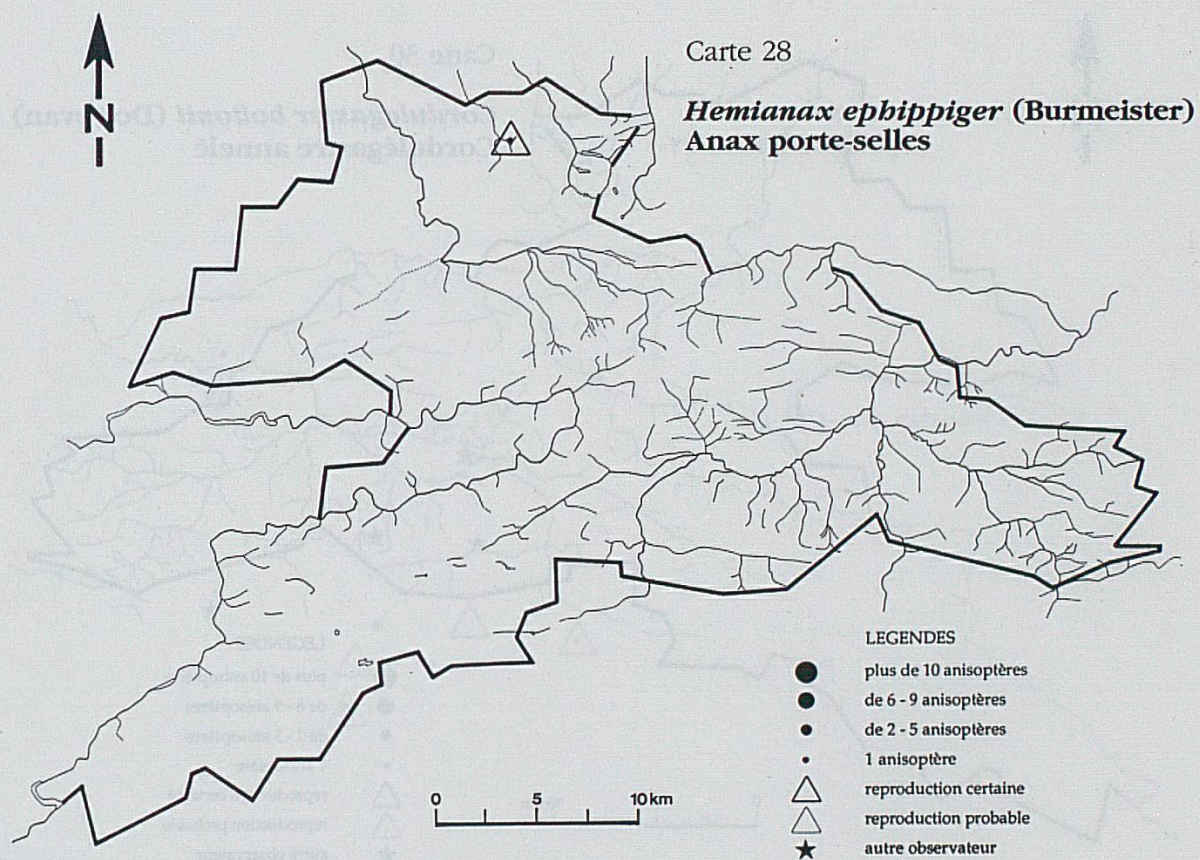 N
Carte 28
Hemianax ephippiger (Burmeister)
Anax porte-selles
LEGENDES
plus de 10 anisoptères
de 6 - 9 anisoptères
de 2 - 5 anisoptères
1 anisoptère
reproduction certaine
reproduction probable
autre observateur
0 5 10 km